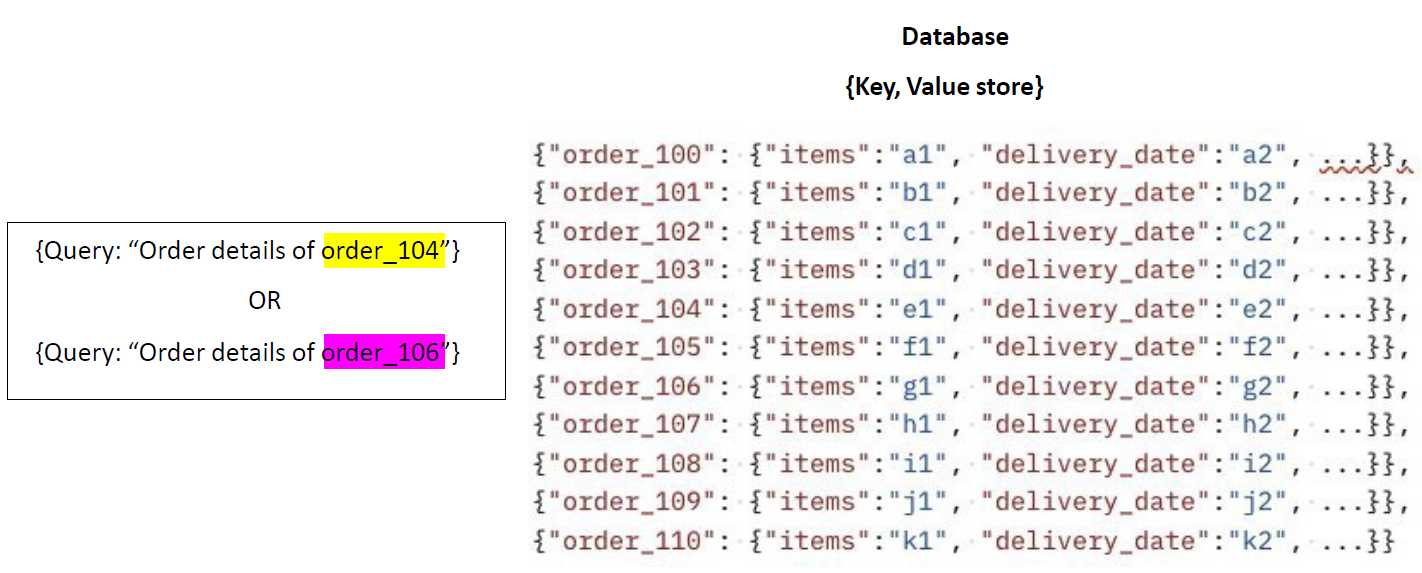 Database
{Key, Value store}
{Query: “Order details of order_104”}
OR
{Query: “Order details of order_106”}
{"order_100": {"items":"a1", "delivery_date":"a2", ...}},
{"order_101": {"items":"b1", "delivery_date":"b2", ...}},
{"order_102": {"items":"c1", "delivery_date":"c2", ...}},
{"order_103": {"items":"d1", "delivery_date":"d2", ...}},
{"order_104": {"items":"e1", "delivery_date":"e2", ...}},
{"order_105": {"items":"f1", "delivery_date":"f2", ...}},
{"order_106": {"items":"g1", "delivery_date":"g2", ...}},
{"order_107": {"items":"h1", "delivery_date":"h2", ...}},
{"order_108": {"items":"i1", "delivery_date":"i2", ...}},
{"order_109": {"items":"j1", "delivery_date":"j2", ...}},
{"order_110": {"items":"k1", "delivery_date":"k2", ...}}